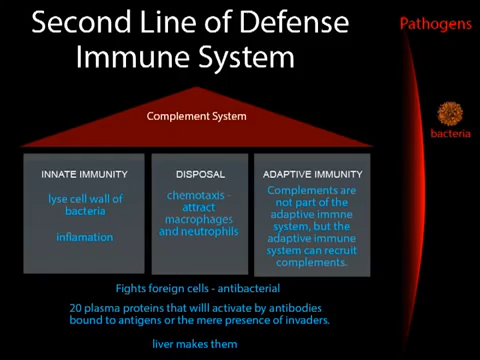 Second Line of Defense
Immune System
Pathogens
bacteria
Complement System
INNATE IMMUNITY
lyse cell wall of
bacteria
inflamation
DISPOSAL
chemotaxis -
attract
macrophages
and neutrophils
ADAPTIVE IMMUNITY
Complements are
not part of the
adaptive immne
system, but the
adaptive immune
system can recruit
complements.
Fights foreign cells - antibacterial
20 plasma proteins that willl activate by antibodies
bound to antigens or the mere presence of invaders.
liver makes them